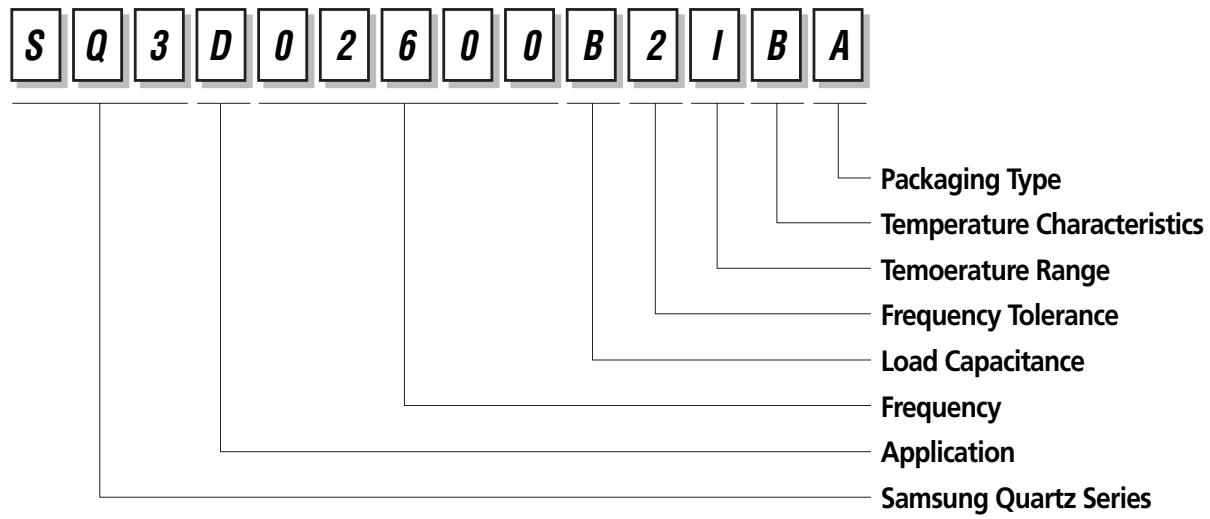 S Q 3 D 0 2 6 0 0 B 2 I B A
Packaging Type
Temperature Characteristics
Temoerature Range
Frequency Tolerance
Load Capacitance
Frequency
Application
Samsung Quartz Series